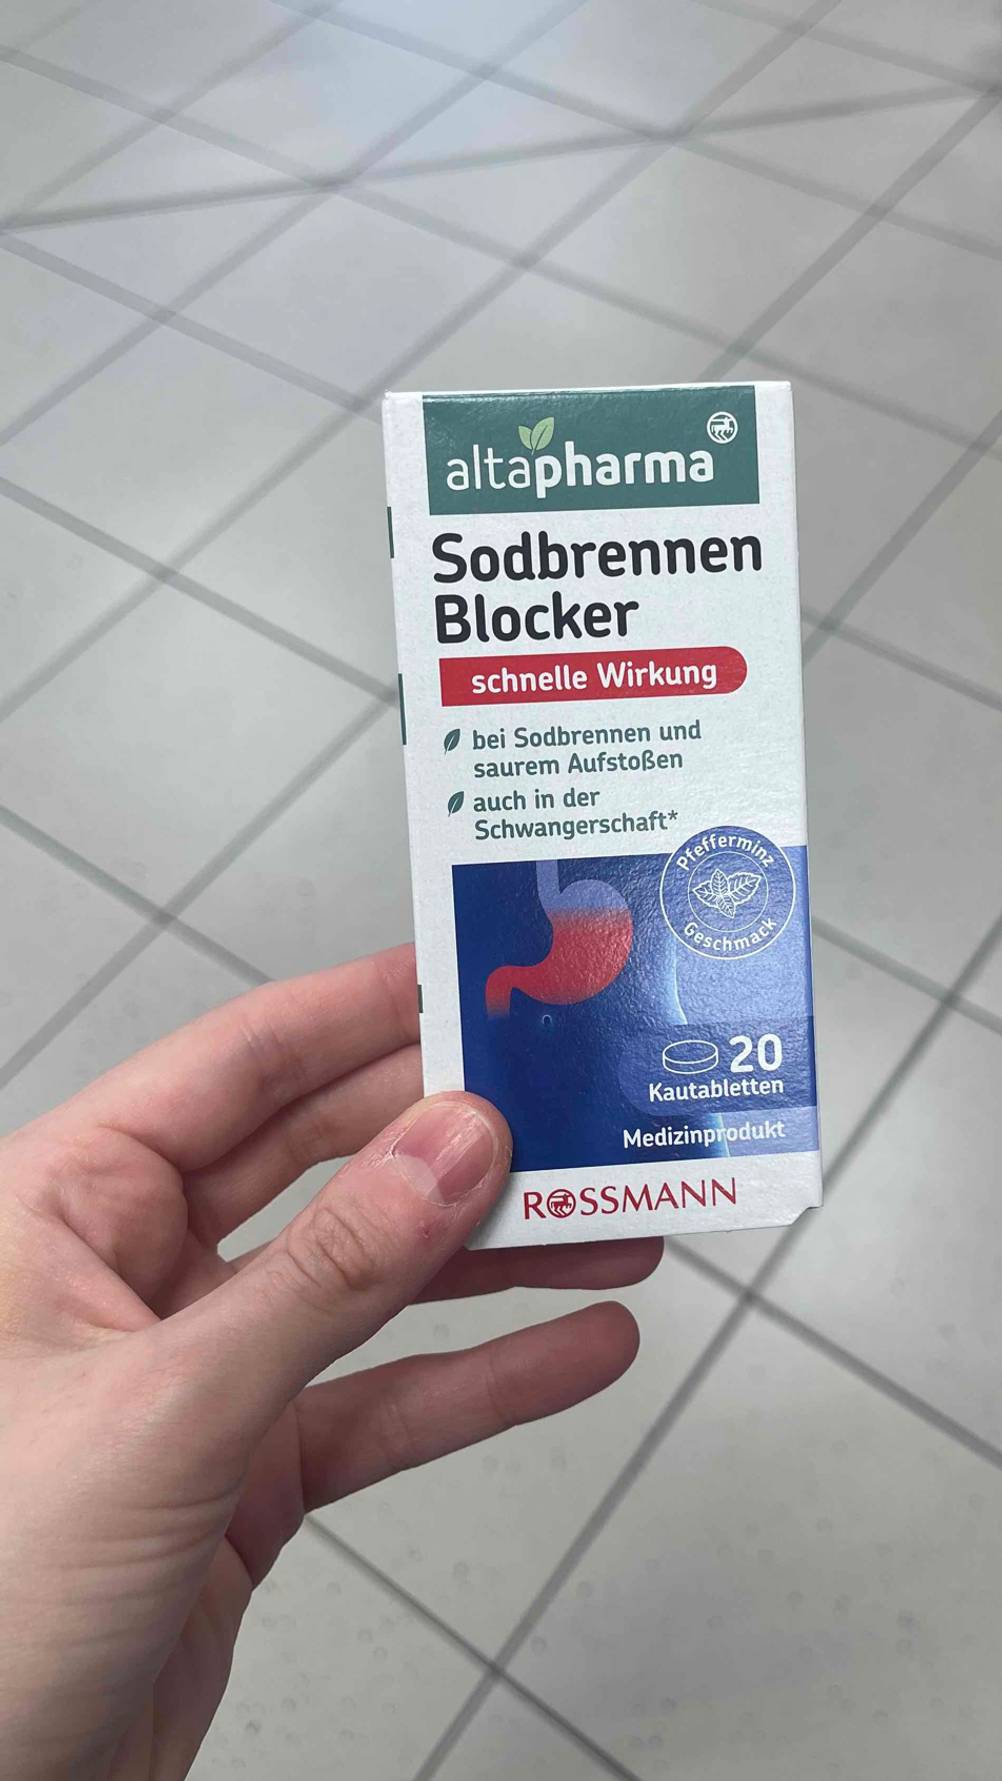 altapharma
Sodbrennen
Blocker
schnelle Wirkung
bei Sodbrennen und
saurem Aufstoßen
auch in der
Schwangerschaft*
Pfefferminz
Geschmack
20
Kautabletten
Medizinprodukt
ROSSMANN